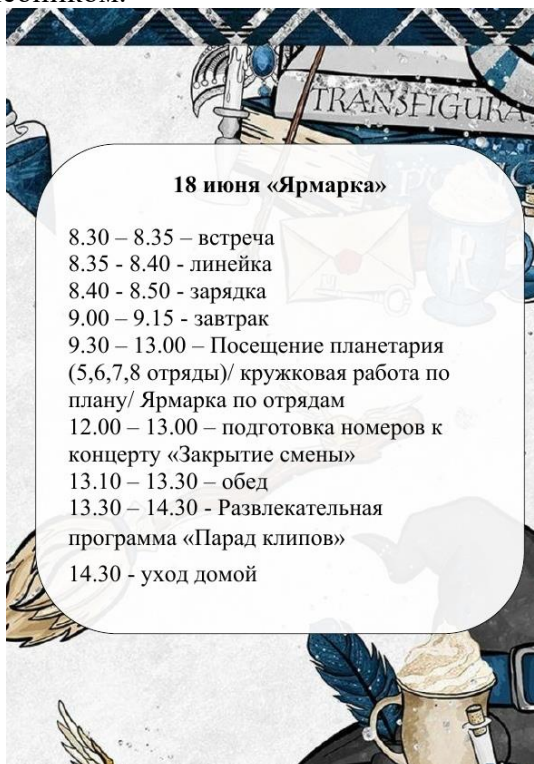 TRANSFIGURA
18 июня «Ярмарка»
8.30 – 8.35 – встреча
8.35 - 8.40 - линейка
8.40 - 8.50 - зарядка
9.00 – 9.15 - завтрак
9.30 – 13.00 – Посещение планетария
(5,6,7,8 отряды)/ кружковая работа по
плану/ Ярмарка по отрядам
12.00 – 13.00 – подготовка номеров к
концерту «Закрытие смены»
13.10 – 13.30 – обед
13.30 – 14.30 - Развлекательная
программа «Парад клипов»
14.30 - уход домой
R